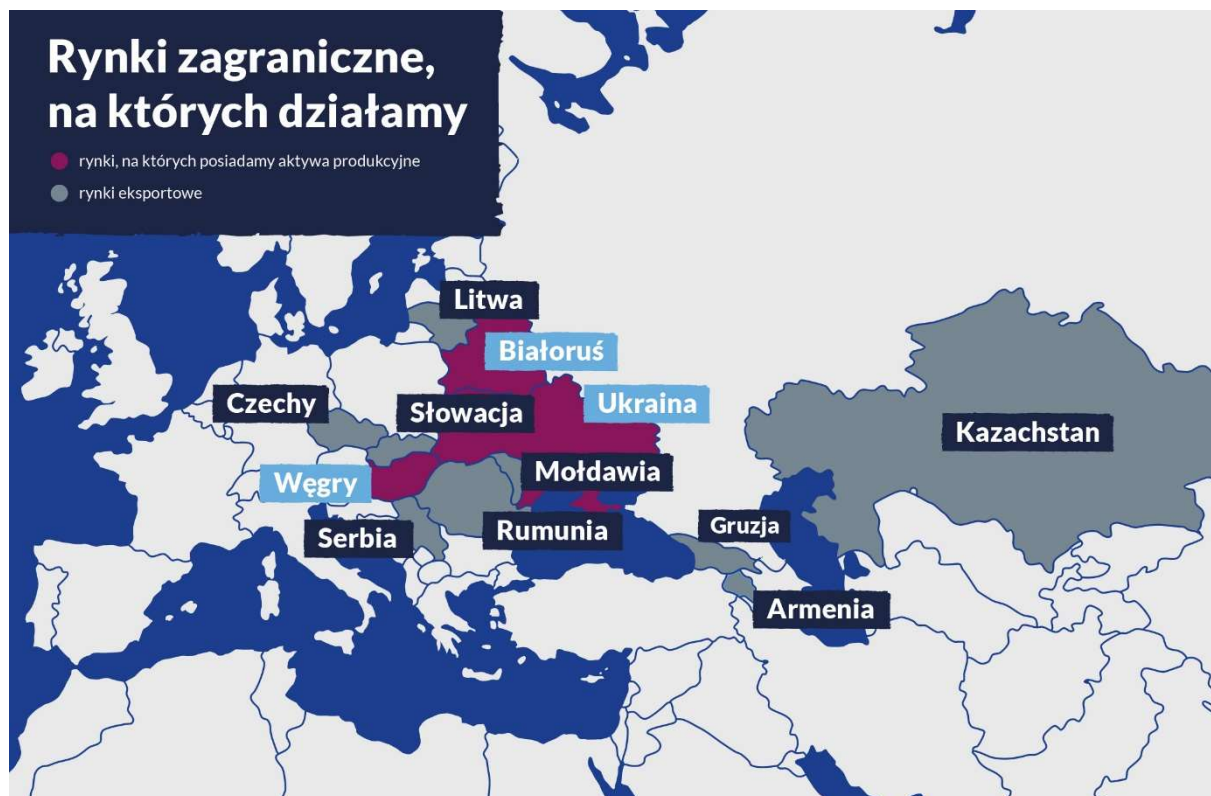 Rynki zagraniczne,
na których działamy
rynki, na których posiadamy aktywa produkcyjne
rynki eksportowe
Litwa
Białoruś
Czechy
Słowacja
Ukraina
Kazachstan
Węgry
Mołdawia
Serbia
Rumunia
Gruzja
Armenia